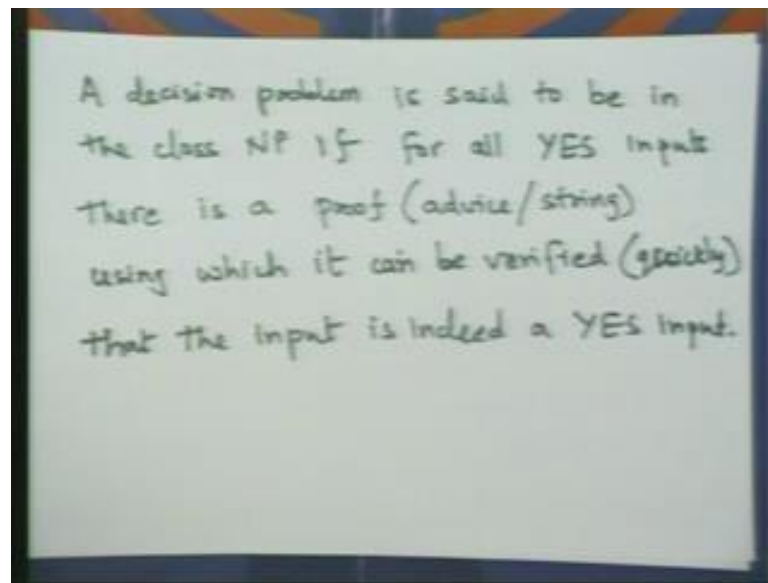 A decision problem is said to be in
the class NP if for all YES inputs
there is a proof (advice/string)
using which it can be verified (quickly)
that the input is indeed a YES input.